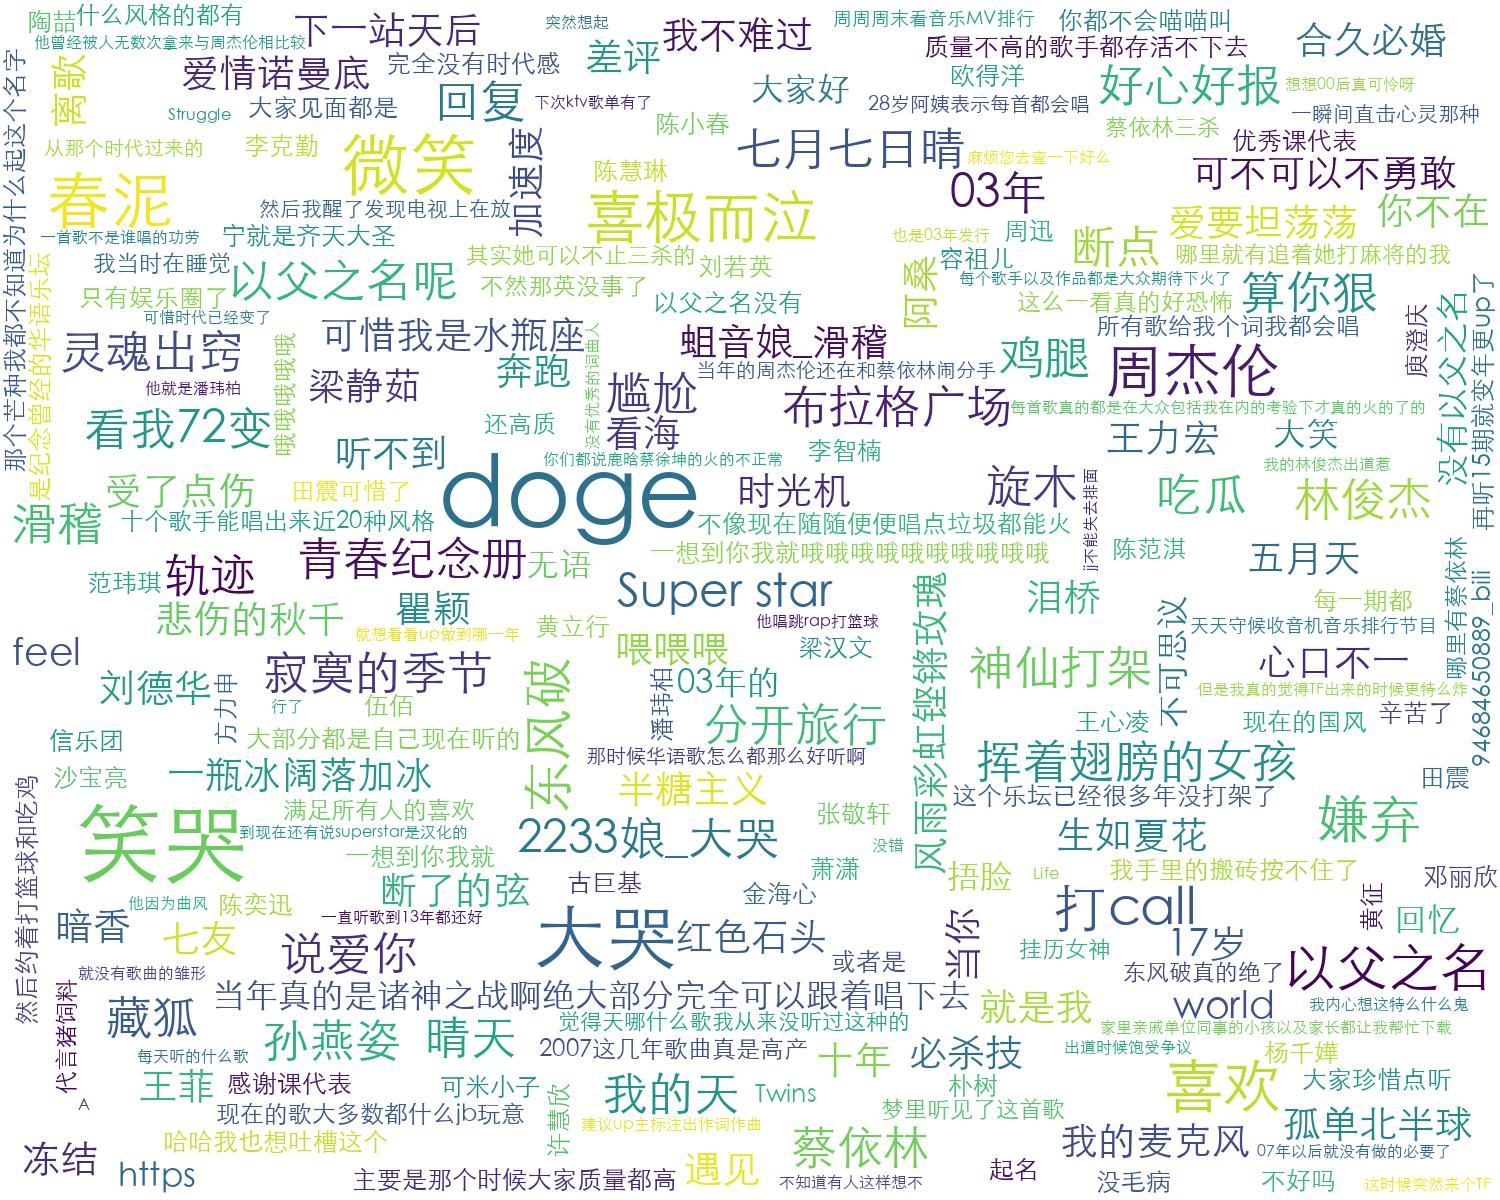 陶喆
什么风格的都有
下一站天后
突然想起
我不难过
周周周末看音乐MV排行
你都不会喵喵叫
合久必婚
他曾经被人无数次拿来与周杰伦相比较
完全没有时代感
差评
质量不高的歌手都存活不下去
那个芒种我都不知道为什么起这个名字
离歌
爱情诺曼底
回复
大家好
欧得洋
好心好报
想想00后真可怜呀
Struggle
大家见面都是
下次ktv歌单有了
28岁阿姨表示每首都会唱
一瞬间直击心灵那种
从那个时代过来的
李克勤
微笑
加速度
陈小春
七月七日晴
蔡依林三杀
优秀课代表
春泥
陈慧琳
麻烦您去查一下好么
03年
可不可以不勇敢
然后我醒了发现电视上在放
喜极而泣
爱要坦荡荡
你不在
一首歌不是谁唱的功劳
宁就是齐天大圣
也是03年发行
周迅
断点
是纪念曾经的华语乐坛
我当时在睡觉
以父之名呢
其实她可以不止三杀的
刘若英
阿桑
容祖儿
哪里就有追着她打麻将的我
只有娱乐圈了
不然那英没事了
以父之名没有
每个歌手以及作品都是大众期待下火了
这么一看真的好恐怖
算你狠
没有以父之名
再听15期就变年更up了
可惜时代已经变了
灵魂出窍
哦哦哦哦哦
可惜我是水瓶座
没有优秀的词曲人
蛆音娘_滑稽
鸡腿
所有歌给我个词我都会唱
庾澄庆
他就是潘玮柏
梁静茹
奔跑
尴尬
当年的周杰伦还在和蔡依林闹分手
周杰伦
看我72变
还高质
看海
布拉格广场
每首歌真的都是在大众包括我在内的考验下才真的火的了的
听不到
你们都说鹿晗蔡徐坤的火的不正常
李智楠
王力宏
大笑
受了点伤
田震可惜了
doge
时光机
旋木
jj不能失去排面
吃瓜
我的林俊杰出道惹
林俊杰
滑稽
十个歌手能唱出来近20种风格
不像现在随随便便唱点垃圾都能火
青春纪念册
无语
一想到你我就哦哦哦哦哦哦哦哦哦哦
陈范淇
五月天
哪里有蔡依林
946846508​89_bili
范玮琪
轨迹
Super star
风雨彩虹铿锵玫瑰
泪桥
不可思议
每一期都
悲伤的秋千
瞿颖
黄立行
他唱跳rap打篮球
天天守候收音机音乐排行节目
就想看看up做到哪一年
feel
寂寞的季节
东风破
喂喂喂
梁汉文
神仙打架
心口不一
刘德华
方力申
行了
伍佰
潘玮柏
03年的
但是我真的觉得TF出来的时候更特么炸
信乐团
大部分都是自己现在听的
分开旅行
王心凌
现在的国风
辛苦了
沙宝亮
一瓶冰阔落加冰
那时候华语歌怎么都那么好听啊
挥着翅膀的女孩
田震
然后约着打篮球和吃鸡
满足所有人的喜欢
半糖主义
张敬轩
这个乐坛已经很多年没打架了
笑哭
到现在还有说superstar是汉化的
2233娘_大哭
没错
生如夏花
嫌弃
一想到你我就
断了的弦
古巨基
萧潇
捂脸
Life
我手里的搬砖按不住了
邓丽欣
他因为曲风
陈奕迅
金海心
打call
黄征
回忆
暗香
七友
一直听歌到13年都还好
大哭
红色石头
当你
挂历女神
17岁
说爱你
或者是
东风破真的绝了
以父之名
就没有歌曲的雏形
藏狐
当年真的是诸神之战啊绝大部分完全可以跟着唱下去
就是我
world
我内心想这特么什么鬼
代言猪饲料
孙燕姿
晴天
觉得天哪什么歌我从来没听过这种的
家里亲戚单位同事的小孩以及家长都让我帮忙下载
每天听的什么歌
2007这几年歌曲真是高产
十年
必杀技
出道时候饱受争议
杨千嬅
王菲
感谢课代表
可米小子
我的天
Twins
朴树
喜欢
大家珍惜点听
A
现在的歌大多数都什么jb玩意
许慧欣
建议up主标注出作词作曲
梦里听见了这首歌
孤单北半球
哈哈我也想吐槽这个
蔡依林
我的麦克风
07年以后就没有做的必要了
冻结
https
主要是那个时候大家质量都高
遇见
不知道有人这样想不
起名
没毛病
不好吗
这时候突然来个TF